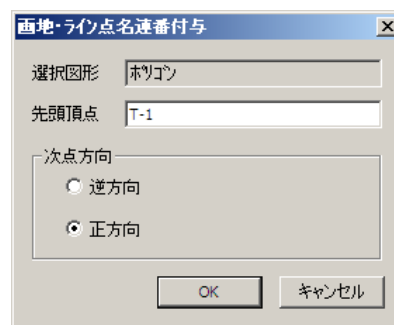 画地・ライン点名連番付与
選択図形 ﾎﾟﾘｺﾞﾝ
先頭頂点 T-1
次点方向
逆方向
正方向
OK キャンセル